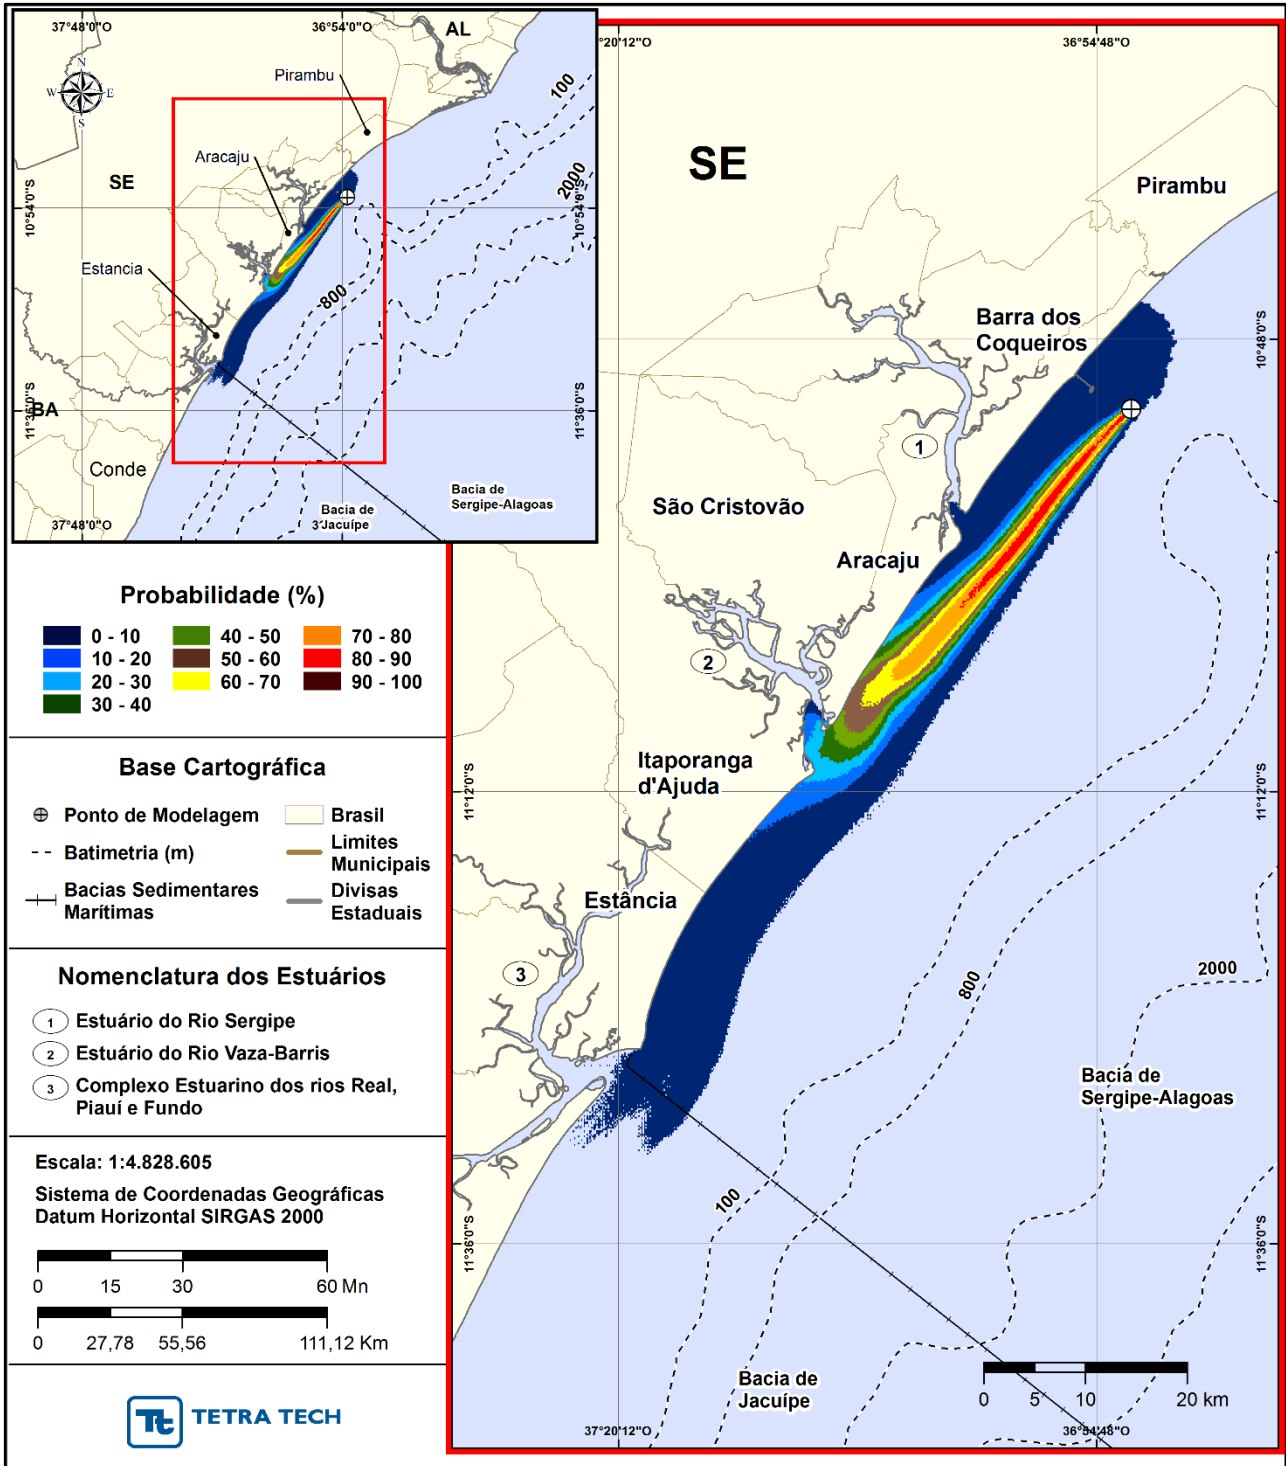 37°48'0"O
36°54'0"O
AL
Pirambu
100
N
W
E
S
Aracaju
2000
SE
10°54'0"S
10°54'0"S
Estancia
800
11°36'0"S
11°36'0"S
BA
Conde
Bacia de
Jacuípe
Bacia de
Sergipe-Alagoas
37°48'0"O
°20'12"O
36°54'48"O
SE
Pirambu
Barra dos
Coqueiros
10°48'0"S
1
São Cristovão
Aracaju
2
Itaporanga
d'Ajuda
11°12'0"S
11°12'0"S
Estância
3
800
2000
Bacia de
Sergipe-Alagoas
100
11°36'0"S
11°36'0"S
Bacia de
Jacuípe
0 5 10 20 km
37°20'12"O
36°54'48"O
Probabilidade (%)
0 - 10
10 - 20
20 - 30
30 - 40
40 - 50
50 - 60
60 - 70
70 - 80
80 - 90
90 - 100
Base Cartográfica
Ponto de Modelagem
Batimetria (m)
Bacias Sedimentares
Marítimas
Brasil
Limites
Municipais
Divisas
Estaduais
Nomenclatura dos Estuários
1 Estuário do Rio Sergipe
2 Estuário do Rio Vaza-Barris
3 Complexo Estuarino dos rios Real,
Piauí e Fundo
Escala: 1:4.828.605
Sistema de Coordenadas Geográficas
Datum Horizontal SIRGAS 2000
0 15 30 60 Mn
0 27,78 55,56 111,12 Km
Tt TETRA TECH